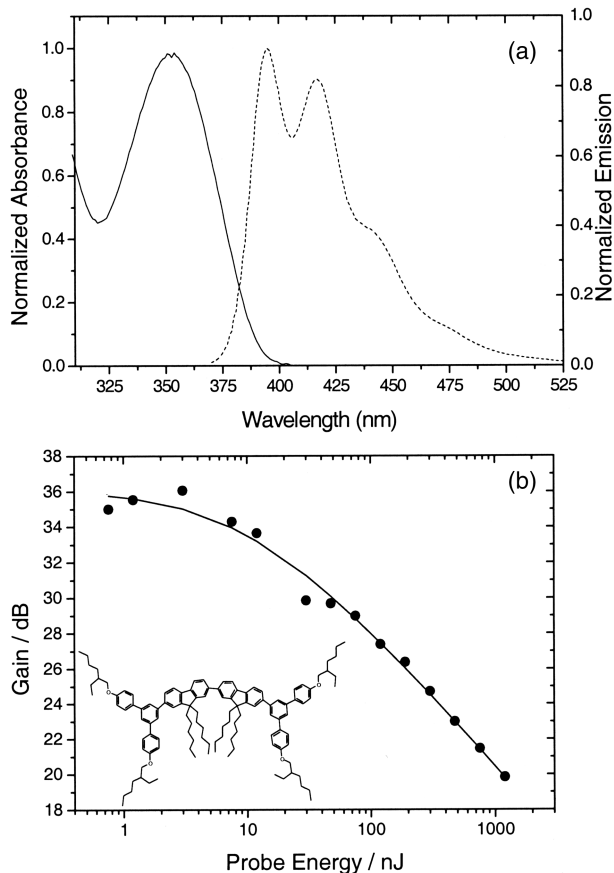 (a)
Normalized Absorbance
1.0
0.8
0.6
0.4
0.2
0.0
Normalized Emission
1.0
0.8
0.6
0.4
0.2
0.0
325 350 375 400 425 450 475 500 525
Wavelength (nm)
(b)
Gain / dB
38
36
34
32
30
28
26
24
22
20
18
O
O
O
O
1 10 100 1000
Probe Energy / nJ